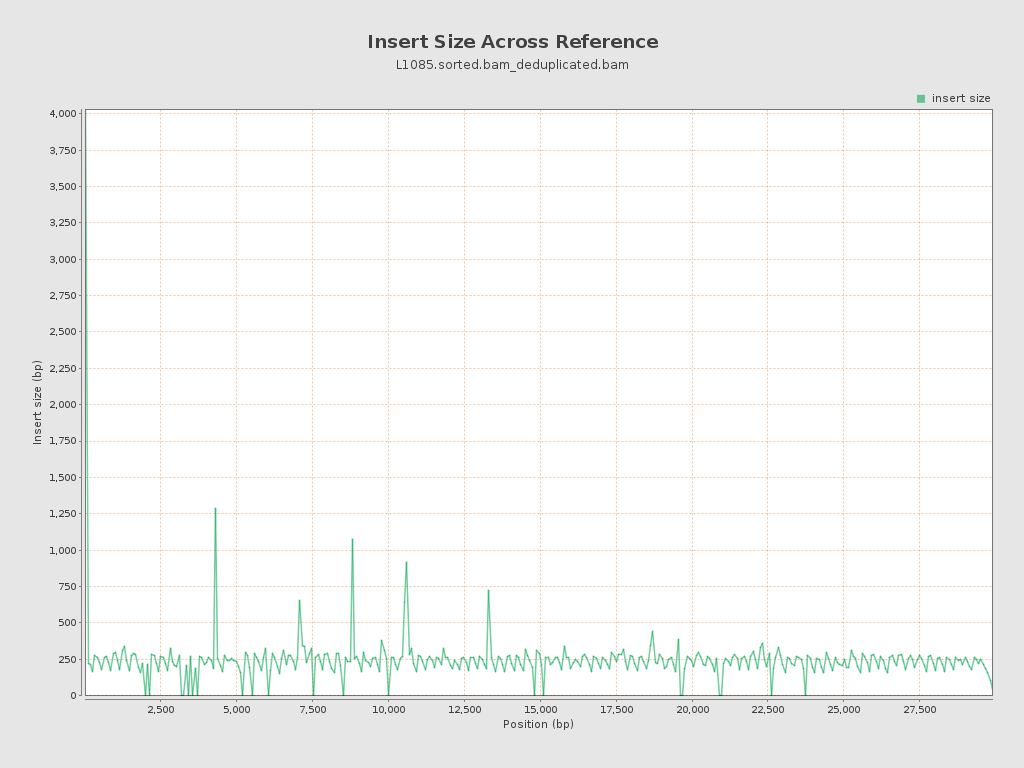 Insert Size Across Reference
L1085.sorted.bam_deduplicated.bam
insert size
4,000
3,750
3,500
3,250
3,000
2,750
2,500
2,250
2,000
1,750
1,500
1,250
1,000
750
500
250
0
Insert size (bp)
2,500 5,000 7,500 10,000 12,500 15,000 17,500 20,000 22,500 25,000 27,500
Position (bp)